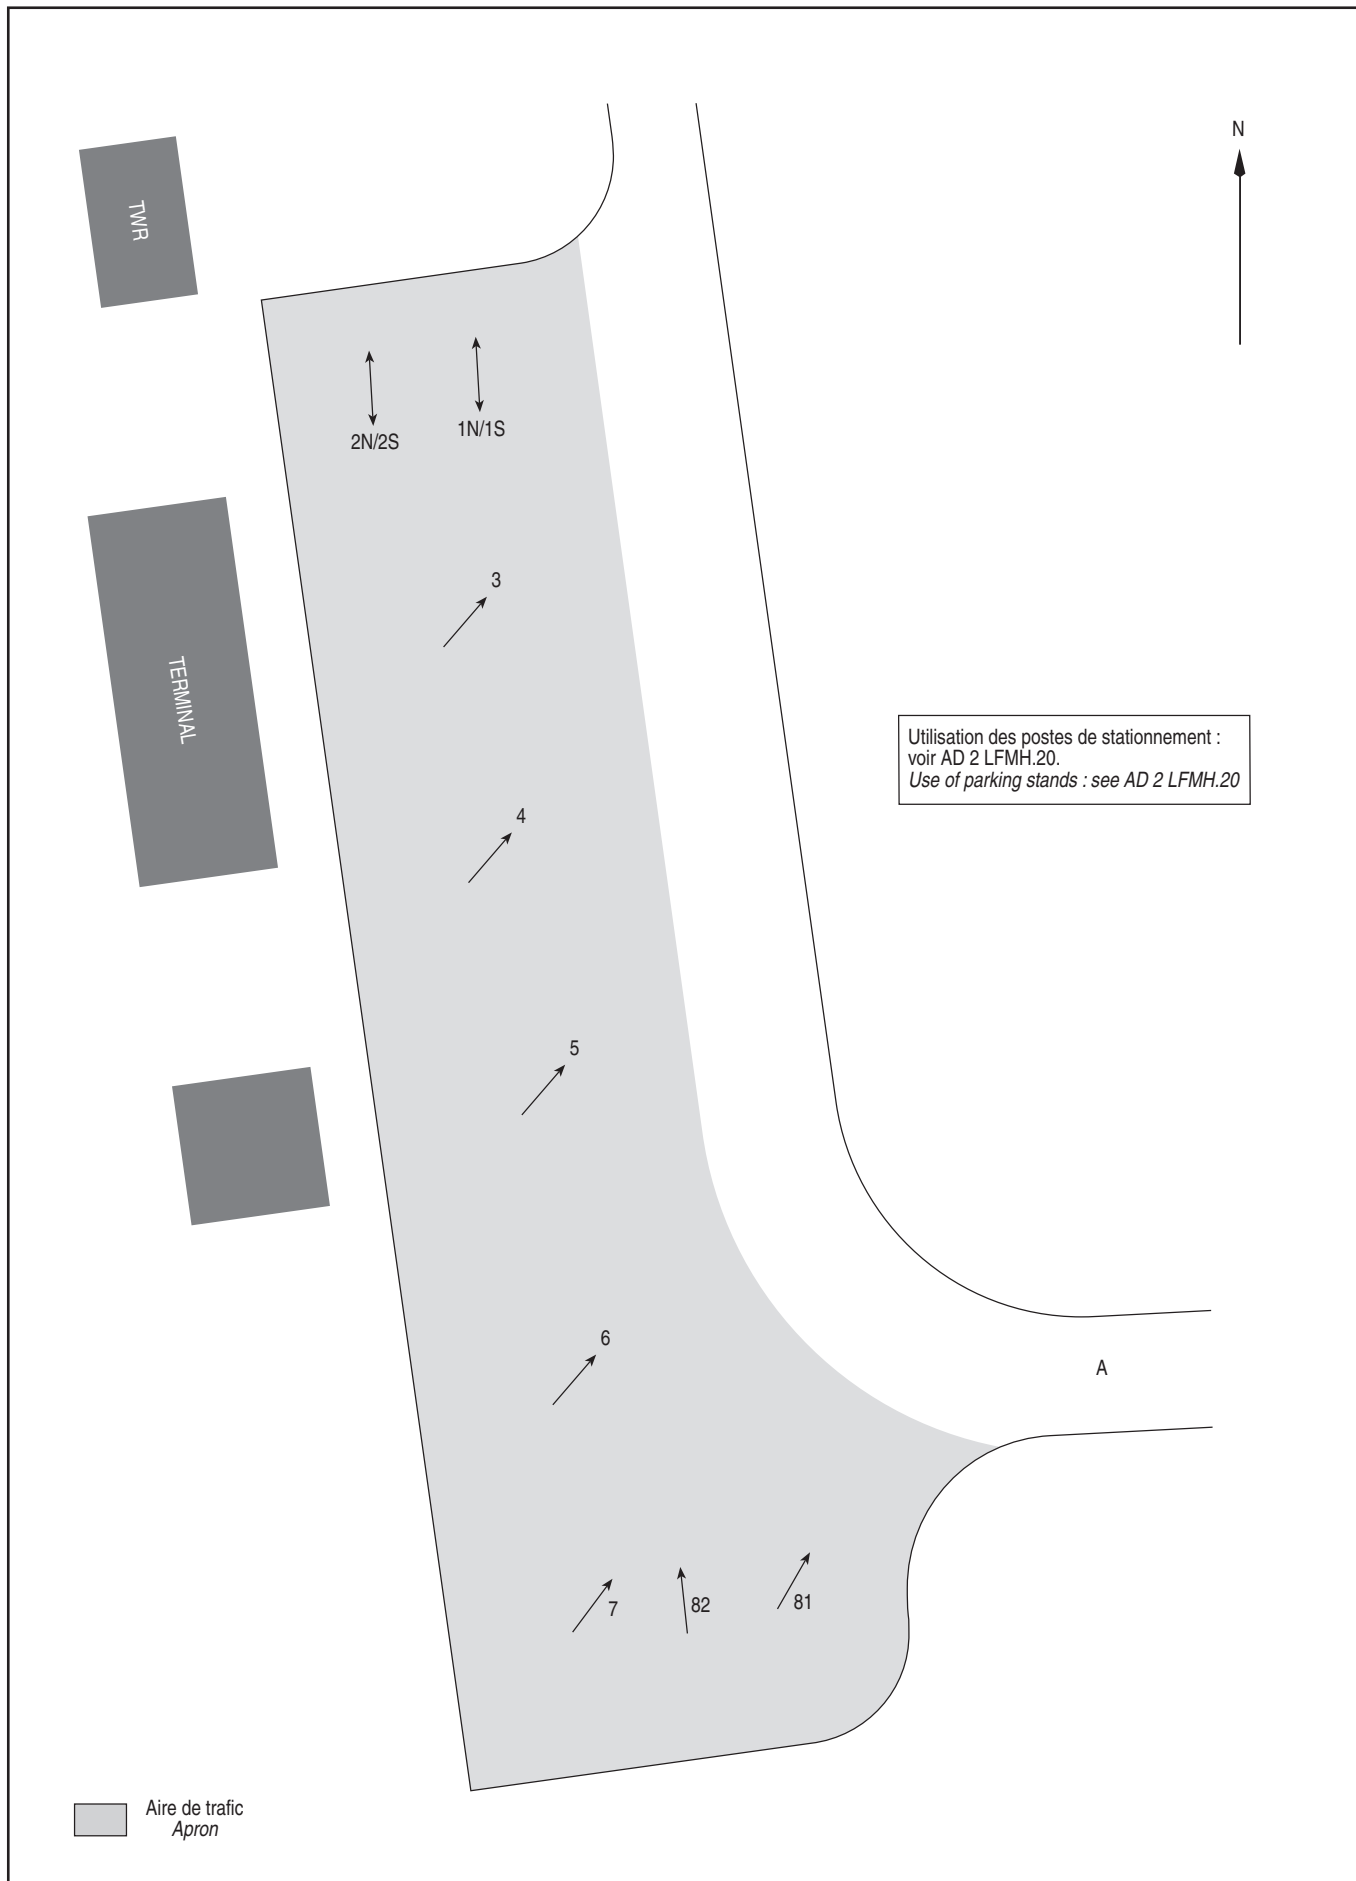 N
TWR
2N/2S
1N/1S
3
TERMINAL
Utilisation des postes de stationnement :
voir AD 2 LFMH.20.
Use of parking stands : see AD 2 LFMH.20
4
5
6
A
7
82
81
Aire de trafic
Apron